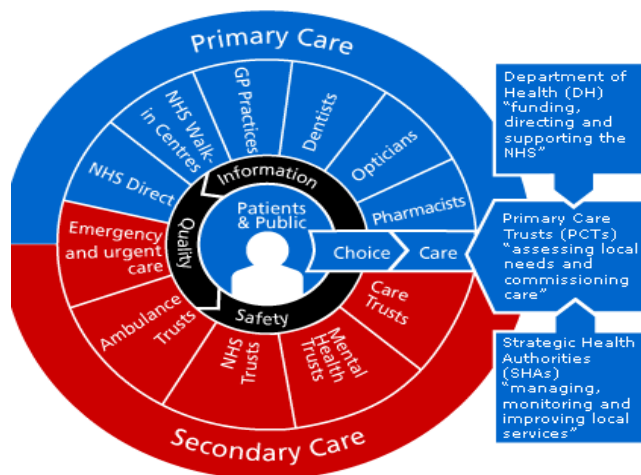 Primary Care
NHS Direct
NHS Walk-
in Centres
GP Practices
Dentists
Opticians
Pharmacists
Information
Quality
Safety
Patients
& Public
Choice
Care
Emergency
and urgent
care
Ambulance
Trusts
NHS
Trusts
Mental
Health
Trusts
Care
Trusts
Secondary Care
Department of
Health (DH)
“funding,
directing and
supporting the
NHS”
Primary Care
Trusts (PCTs)
“assessing local
needs and
commissioning
care”
Strategic Health
Authorities
(SHAs)
“managing,
monitoring and
improving local
services”